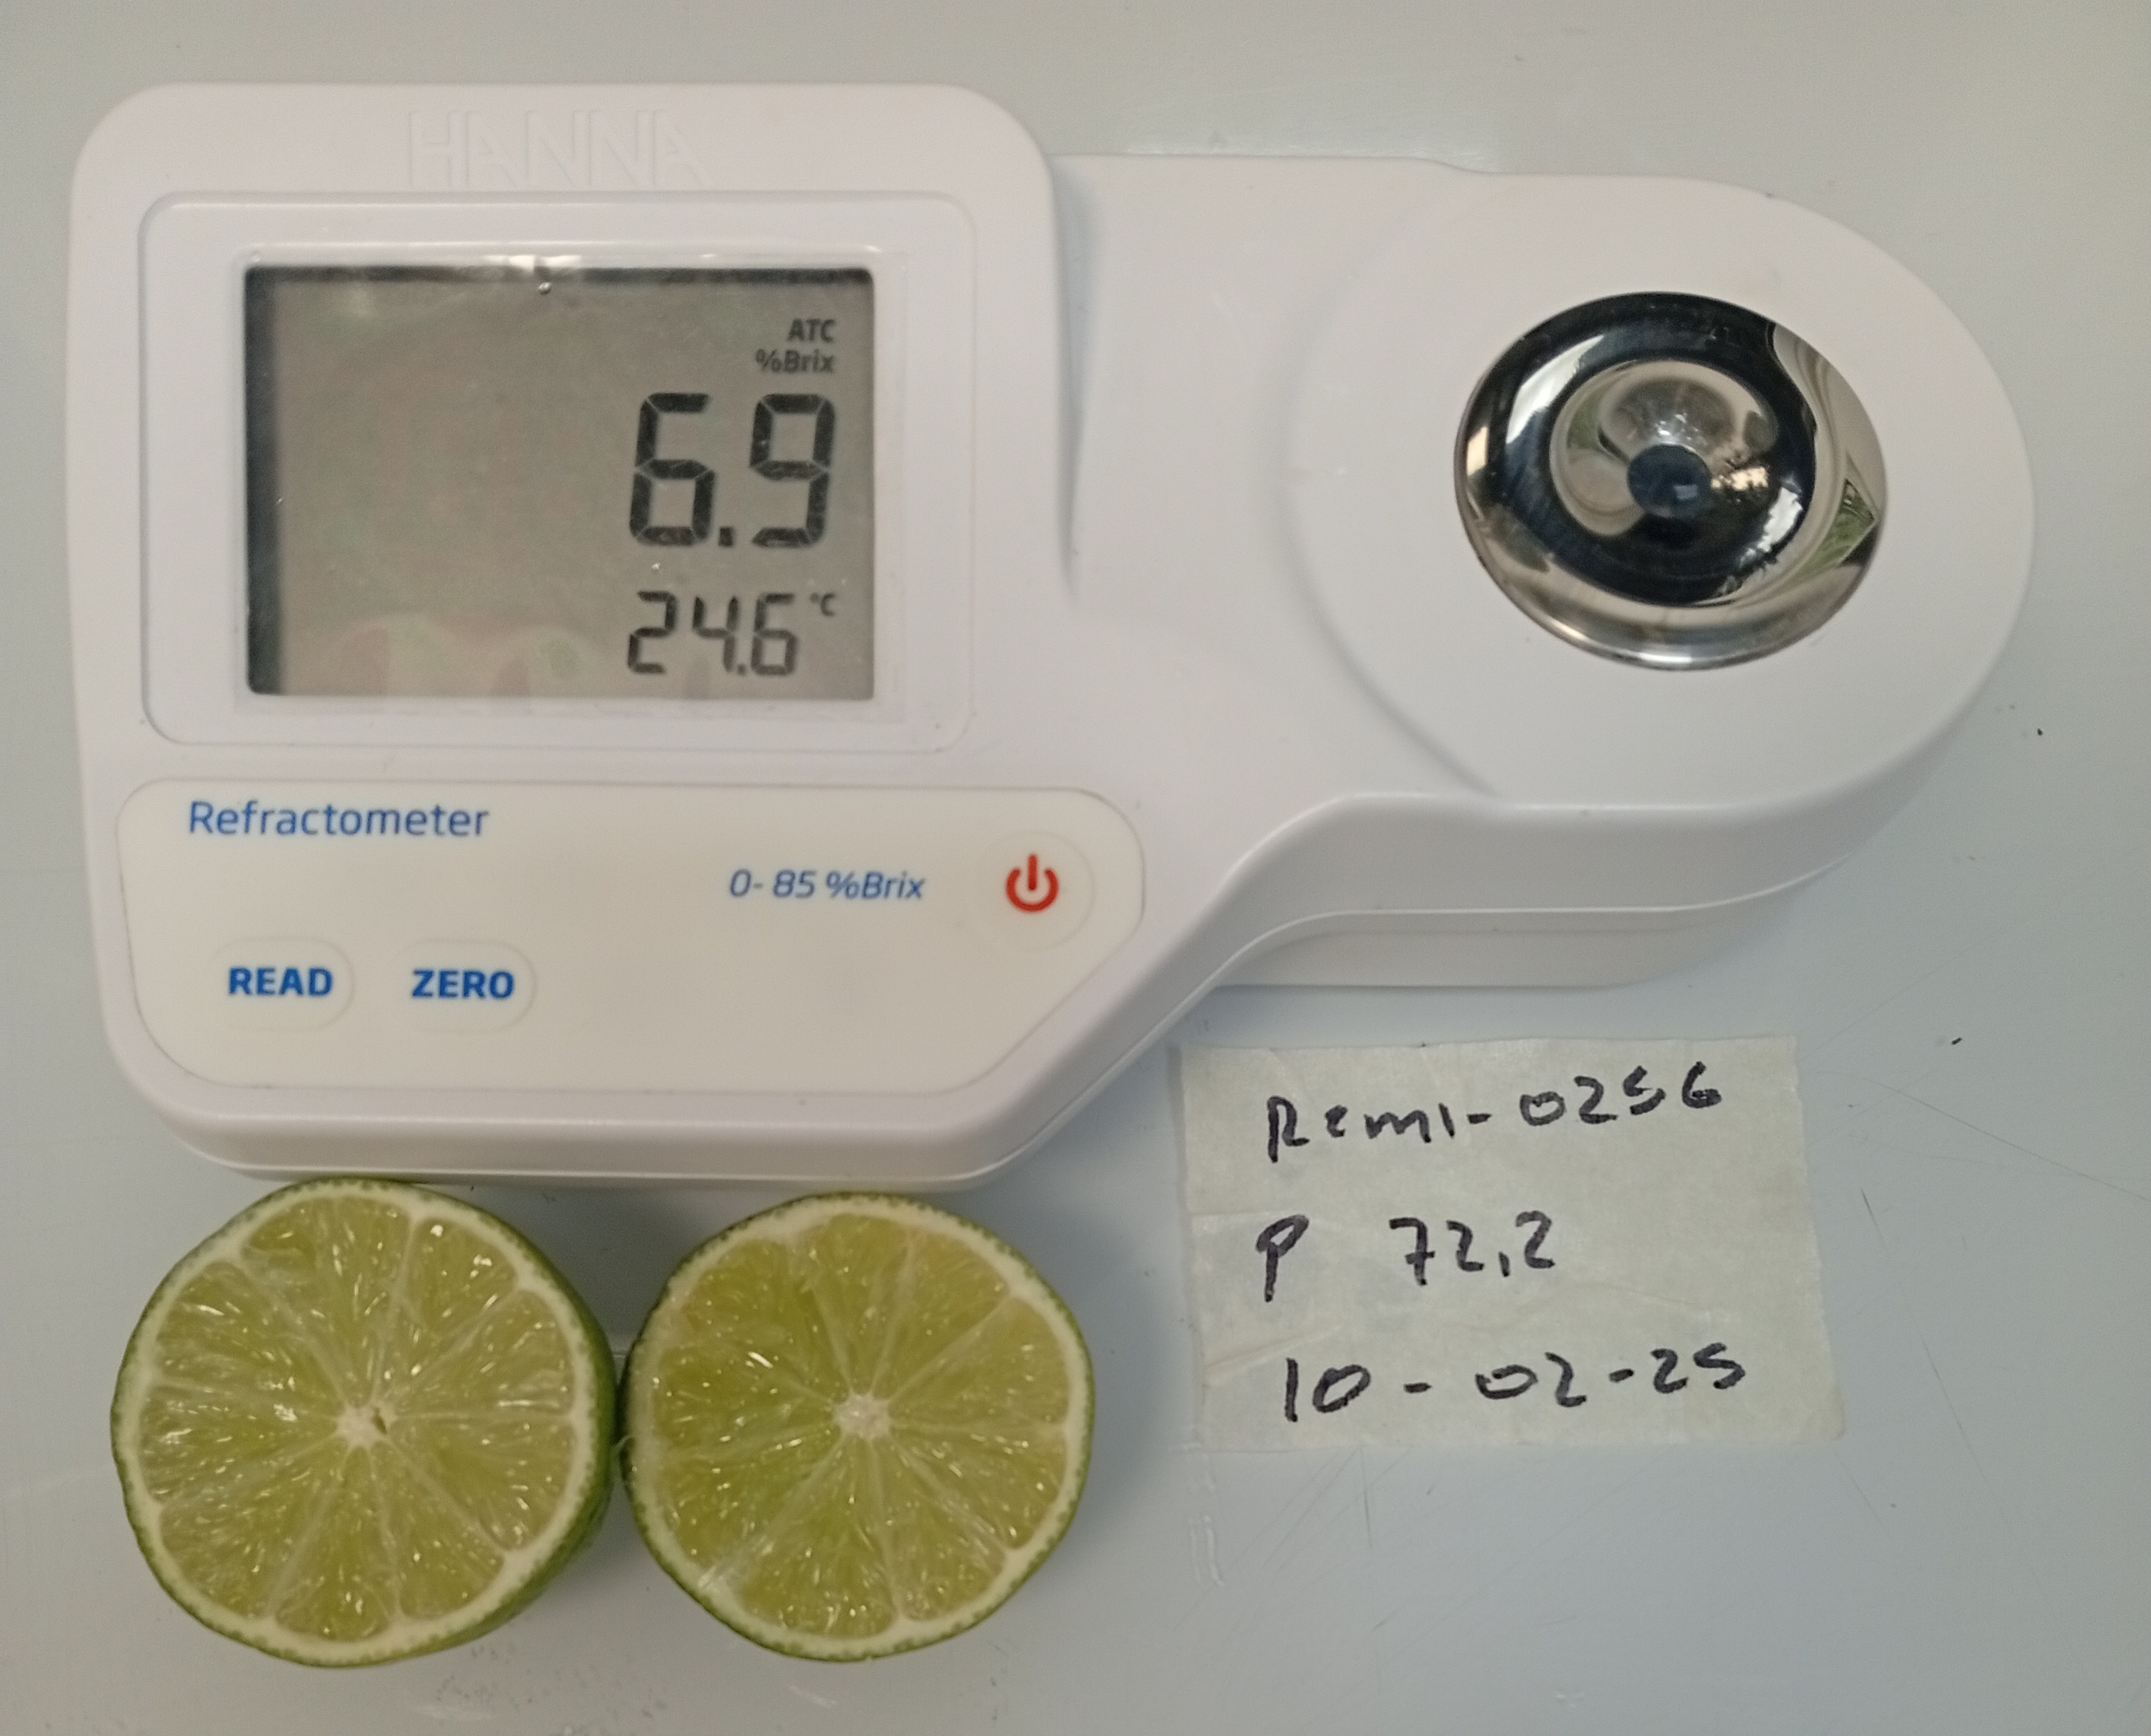 HANNA
ATC
%Brix
6.9
24.6 °C
Refractometer
0- 85 %Brix
READ ZERO
Remi-0256
P 72,2
10-02-25